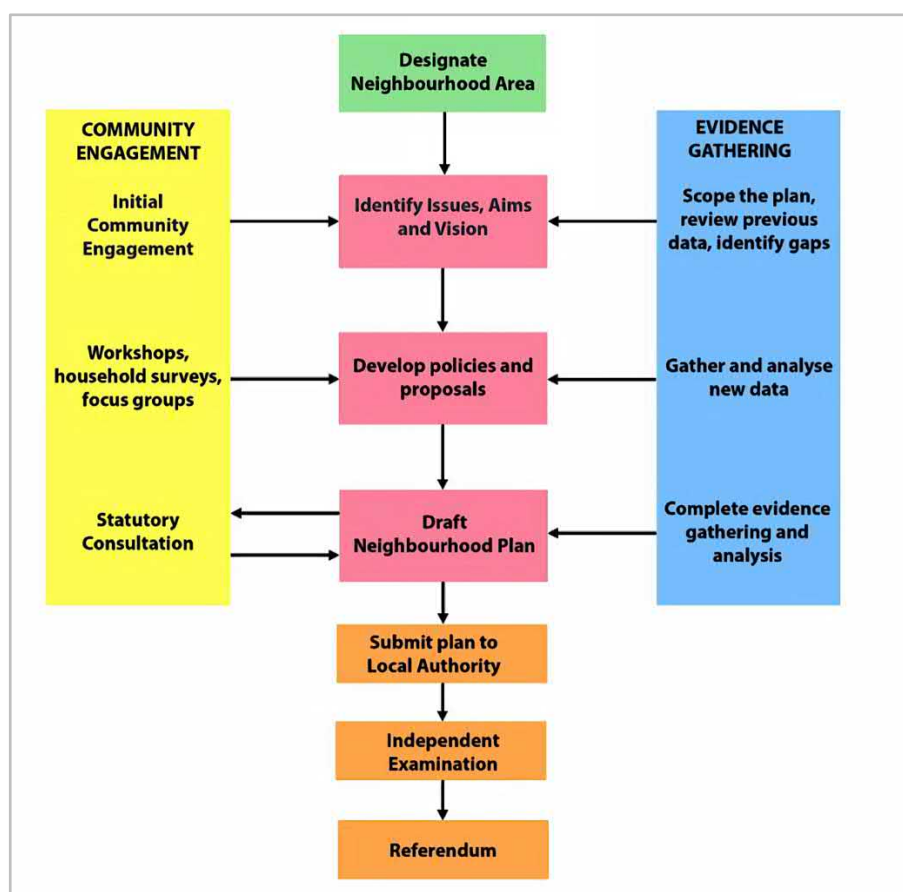 Designate
Neighbourhood Area
COMMUNITY
ENGAGEMENT
Initial
Community
Engagement
Workshops,
household surveys,
focus groups
Statutory
Consultation
Identify Issues, Aims
and Vision
Develop policies and
proposals
Draft
Neighbourhood Plan
Submit plan to
Local Authority
Independent
Examination
Referendum
EVIDENCE
GATHERING
Scope the plan,
review previous
data, identify gaps
Gather and analyse
new data
Complete evidence
gathering and
analysis